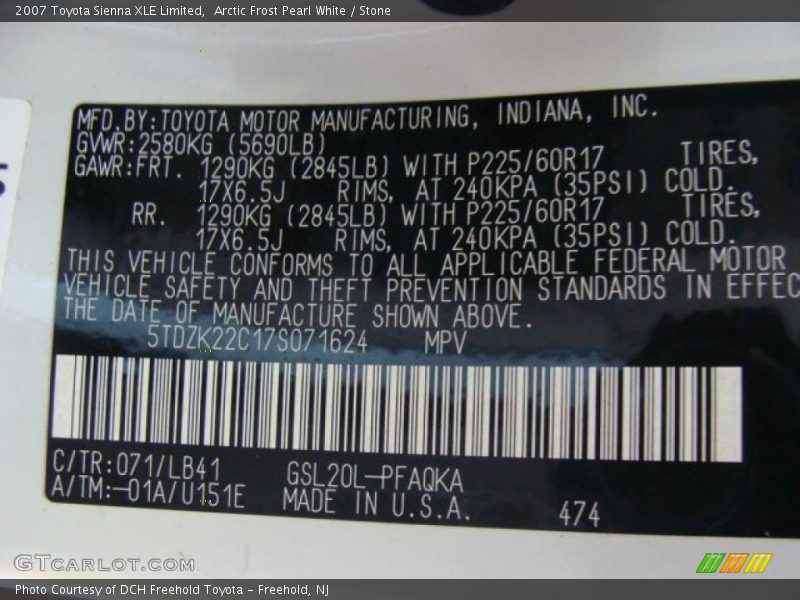 2007 Toyota Sienna XLE Limited,  Arctic Frost Pearl White / Stone
MFD.BY:TOYOTA MOTOR MANUFACTURING, INDIANA, INC.
GVWR:2580KG (5690LB)
GAWR:FRT. 1290KG (2845LB) WITH P225/60R17 TIRES,
17X6.5J RIMS, AT 240KPA (35PSI) COLD.
RR. 1290KG (2845LB) WITH P225/60R17 TIRES,
17X6.5J RIMS, AT 240KPA (35PSI) COLD.
THIS VEHICLE CONFORMS TO ALL APPLICABLE FEDERAL MOTOR
VEHICLE SAFETY AND THEFT PREVENTION STANDARDS IN EFFEC
THE DATE OF MANUFACTURE SHOWN ABOVE.
5TDZK22C17S071624 MPV
C/TR:071/LB41 GSL20L-PFAQKA
A/TM:-01A/U151E MADE IN U.S.A. 474
GTCARLOT.COM
Photo Courtesy of DCH Freehold Toyota - Freehold, NJ